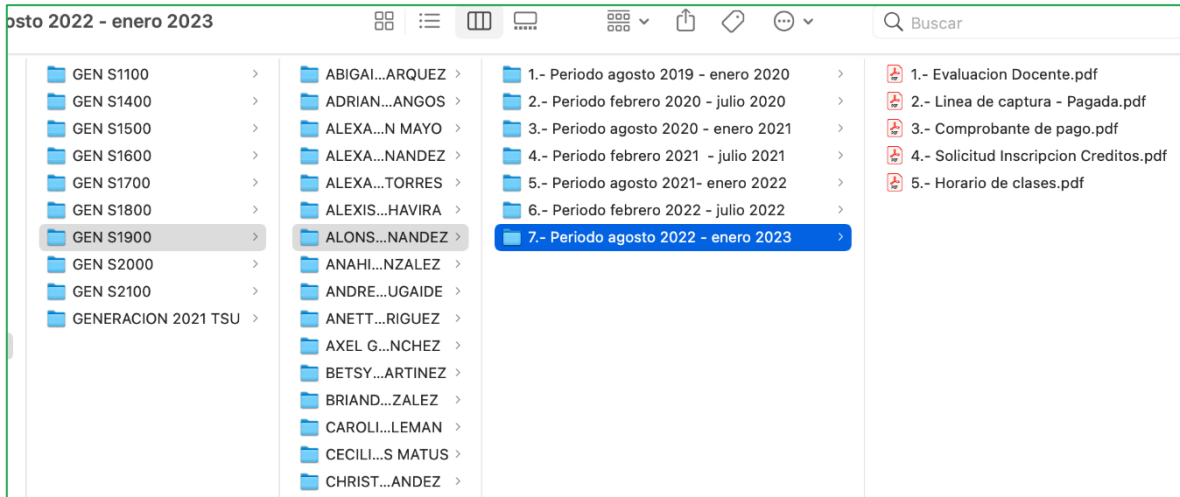 osto 2022 - enero 2023
Buscar
GEN S1100
GEN S1400
GEN S1500
GEN S1600
GEN S1700
GEN S1800
GEN S1900
GEN S2000
GEN S2100
GENERACION 2021 TSU
ABIGAI...ARQUEZ
ADRIAN...ANGOS
ALEXA...N MAYO
ALEXA...NANDEZ
ALEXA...TORRES
ALEXIS...HAVIRA
ALONS...NANDEZ
ANAHI...NZALEZ
ANDRE...UGAIDE
ANETT...RIGUEZ
AXEL G...NCHEZ
BETSY...ARTINEZ
BRIAND...ZALEZ
CAROLI...LEMAN
CECILI...S MATUS
CHRIST...ANDEZ
1.- Periodo agosto 2019 - enero 2020
2.- Periodo febrero 2020 - julio 2020
3.- Periodo agosto 2020 - enero 2021
4.- Periodo febrero 2021  - julio 2021
5.- Periodo agosto 2021- enero 2022
6.- Periodo febrero 2022 - julio 2022
7.- Periodo agosto 2022 - enero 2023
1.- Evaluacion Docente.pdf
2.- Linea de captura - Pagada.pdf
3.- Comprobante de pago.pdf
4.- Solicitud Inscripcion Creditos.pdf
5.- Horario de clases.pdf